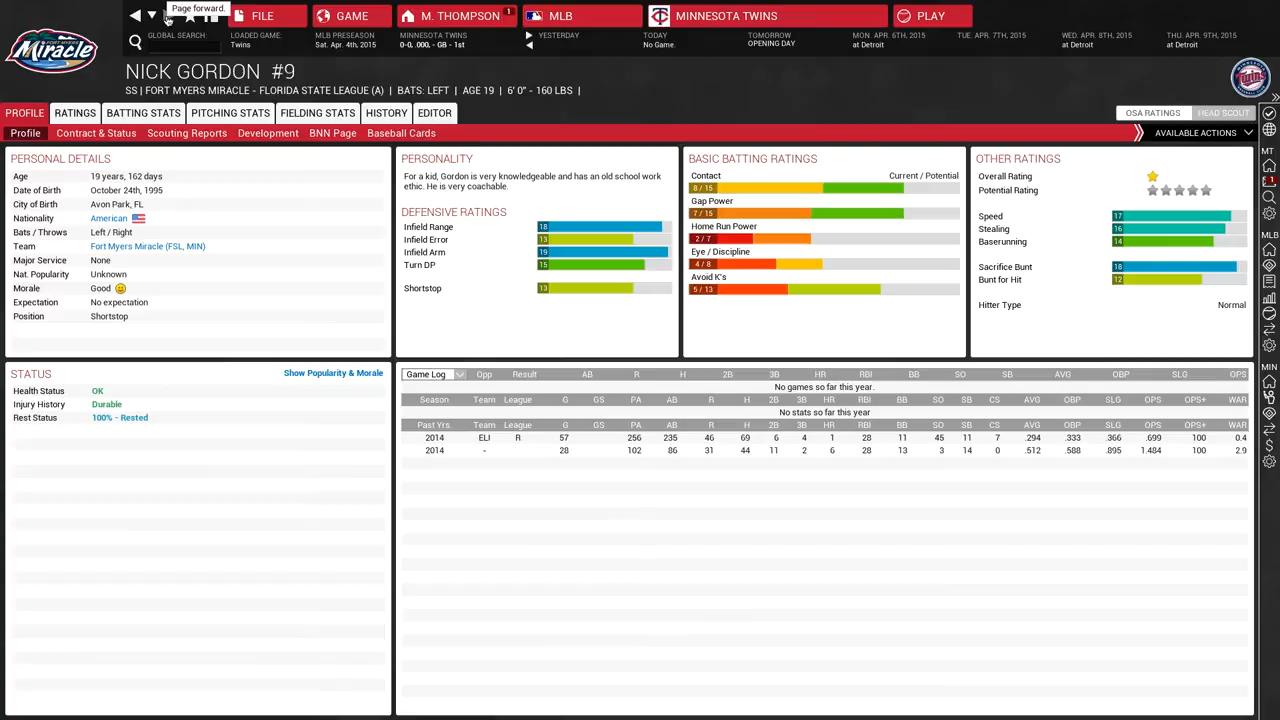 Page forward.
FILE
GAME
M. THOMPSON 1
MLB
MINNESOTA TWINS
PLAY
Miracle
GLOBAL SEARCH:
LOADED GAME:
Twins
MLB PRESEASON
Sat. Apr. 4th, 2015
MINNESOTA TWINS
0-0, .000, - GB - 1st
YESTERDAY
TODAY
No Game.
TOMORROW
OPENING DAY
MON. APR. 6TH, 2015
at Detroit
TUE. APR. 7TH, 2015
WED. APR. 8TH, 2015
at Detroit
THU. APR. 9TH, 2015
at Detroit
NICK GORDON #9
SS | FORT MYERS MIRACLE - FLORIDA STATE LEAGUE (A) | BATS: LEFT | AGE 19 | 6' 0" - 160 LBS |
Twins
PROFILE RATINGS BATTING STATS PITCHING STATS FIELDING STATS HISTORY EDITOR
OSA RATINGS HEAD SCOUT
Profile Contract & Status Scouting Reports Development BNN Page Baseball Cards
AVAILABLE ACTIONS
PERSONAL DETAILS
Age 19 years, 162 days
Date of Birth October 24th, 1995
City of Birth Avon Park, FL
Nationality American
Bats / Throws Left / Right
Team Fort Myers Miracle (FSL, MIN)
Major Service None
Nat. Popularity Unknown
Morale Good
Expectation No expectation
Position Shortstop
PERSONALITY
For a kid, Gordon is very knowledgeable and has an old school work
ethic. He is very coachable.
DEFENSIVE RATINGS
Infield Range 18
Infield Error 13
Infield Arm 19
Turn DP 15
Shortstop 13
BASIC BATTING RATINGS
Contact Current / Potential
8 / 15
Gap Power
7 / 15
Home Run Power
2 / 7
Eye / Discipline
4 / 8
Avoid K's
5 / 13
OTHER RATINGS
Overall Rating
Potential Rating
Speed 17
Stealing 16
Baserunning 14
Sacrifice Bunt 18
Bunt for Hit 12
Hitter Type Normal
MT
1
MLB
MIN
STATUS
Show Popularity & Morale
Health Status OK
Injury History Durable
Rest Status 100% - Rested
Game Log Opp Result AB R H 2B 3B HR RBI BB SO SB AVG OBP SLG OPS
No games so far this year.
Season Team League G GS PA AB R H 2B 3B HR RBI BB SO SB CS AVG OBP SLG OPS OPS+ WAR
No stats so far this year
Past Yrs. Team League G GS PA AB R H 2B 3B HR RBI BB SO SB CS AVG OBP SLG OPS OPS+ WAR
2014 ELI R 57 256 235 46 69 6 4 1 28 11 45 11 7 .294 .333 .366 .699 100 0.4
2014 - 28 102 86 31 44 11 2 6 28 13 3 14 0 .512 .588 .895 1.484 100 2.9